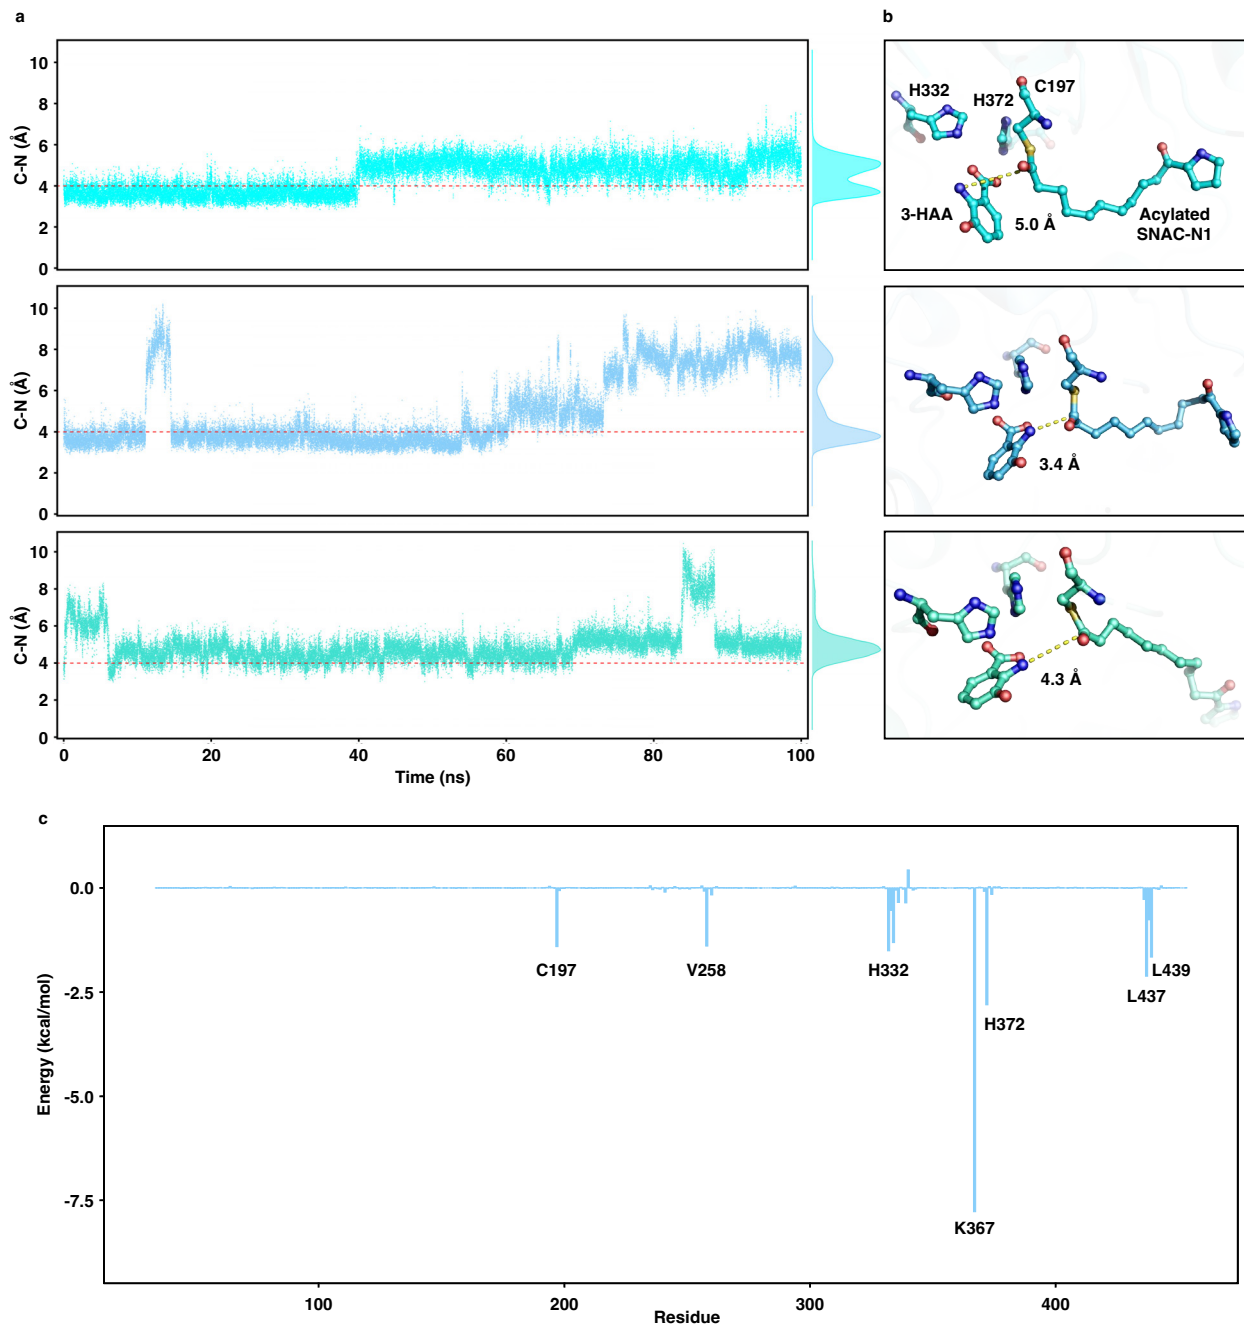 a
b
C-N (Å)
10
8
6
4
2
0
H332
H372
C197
3-HAA
5.0 Å
Acylated
SNAC-N1
C-N (Å)
10
8
6
4
2
0
3.4 Å
C-N (Å)
10
8
6
4
2
0
4.3 Å
0 20 40 60 80 100
Time (ns)
c
Energy (kcal/mol)
0.0
-2.5
-5.0
-7.5
C197
V258
H332
K367
H372
L437
L439
100 200 300 400
Residue